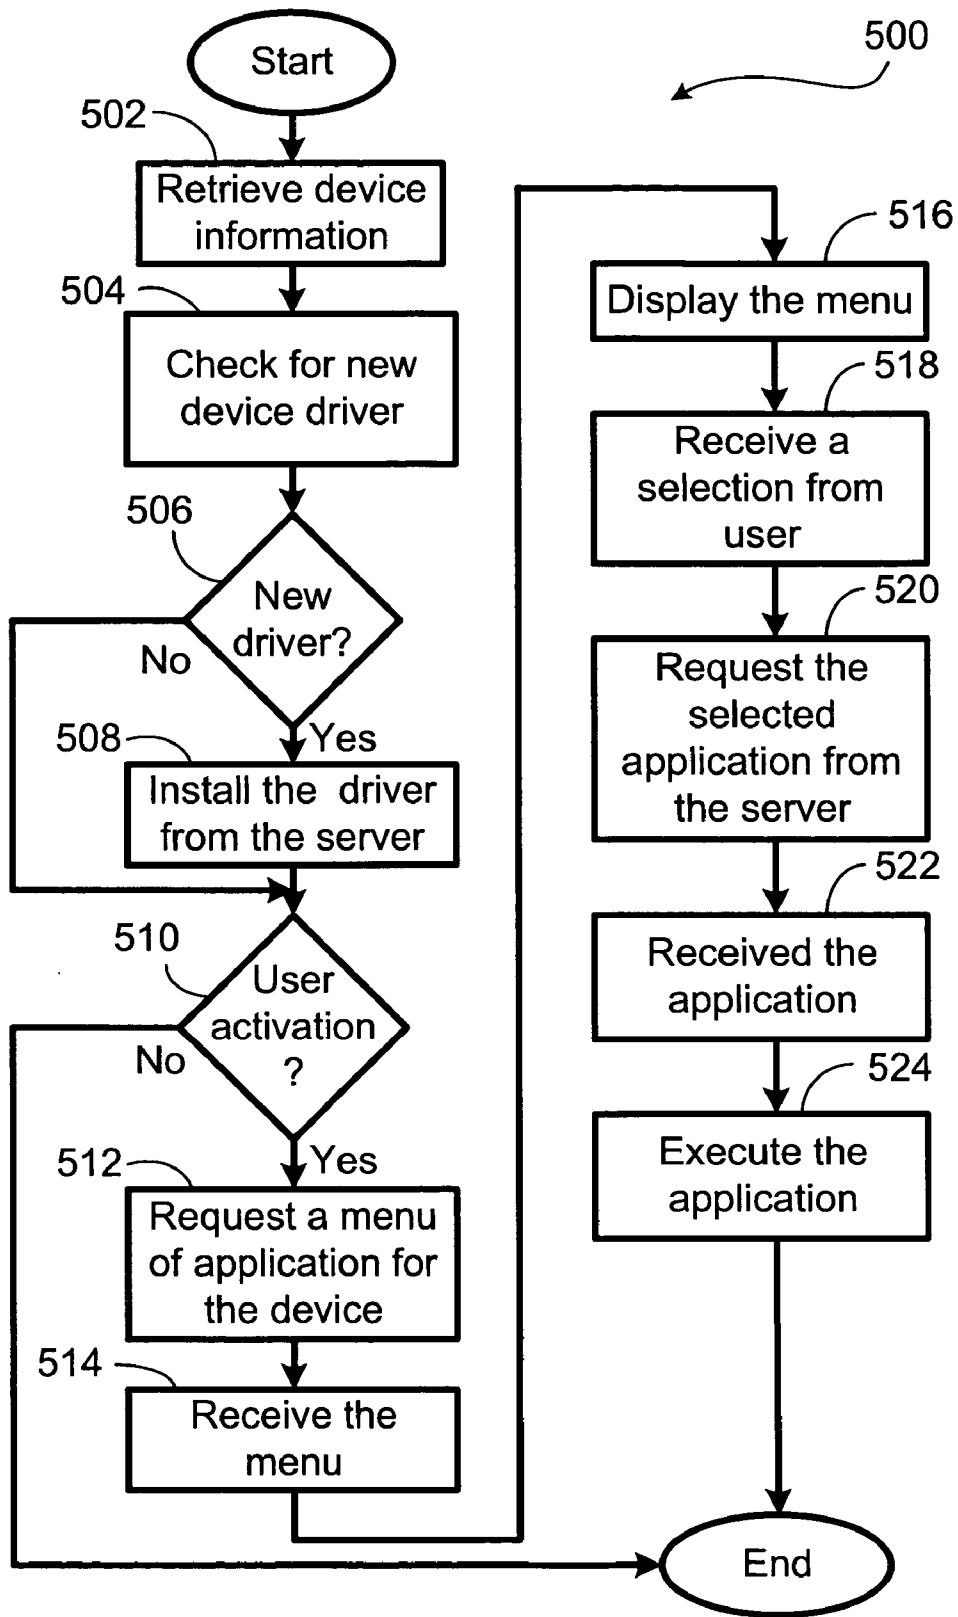 Start
500
502
Retrieve device
information
504
Check for new
device driver
506
New
driver?
No
Yes
508
Install the driver
from the server
510
User
activation
?
No
Yes
512
Request a menu
of application for
the device
514
Receive the
menu
516
Display the menu
518
Receive a
selection from
user
520
Request the
selected
application from
the server
522
Received the
application
524
Execute the
application
End